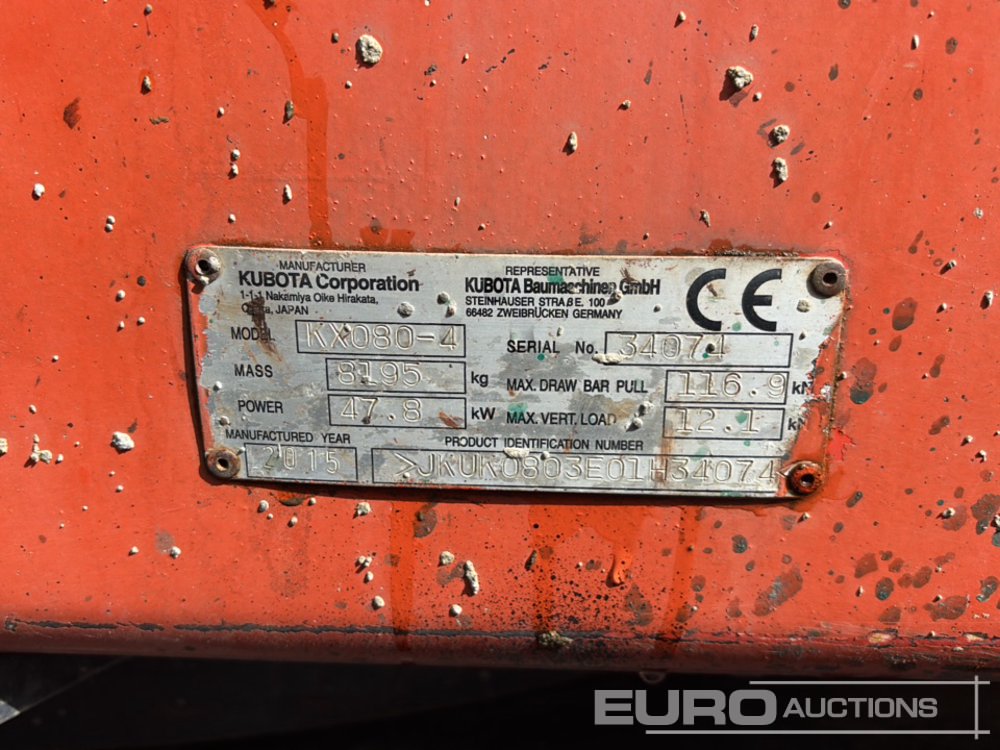 MANUFACTURER
KUBOTA Corporation
1-1-1 Nakamiya Oike Hirakata,
JAPAN
REPRESENTATIVE
KUBOTA Baumaschinen GmbH
STEINHAUSER STRAßE, 100
66482 ZWEIBRÜCKEN GERMANY
CE
MODEL KX080-4
SERIAL No. 34074
MASS 8195 kg
MAX. DRAW BAR PULL 116.9 kN
POWER 47.8 kW
MAX. VERT. LOAD 12.1
MANUFACTURED YEAR
2015
PRODUCT IDENTIFICATION NUMBER
>JKUK0803E01H34074
EURO AUCTIONS